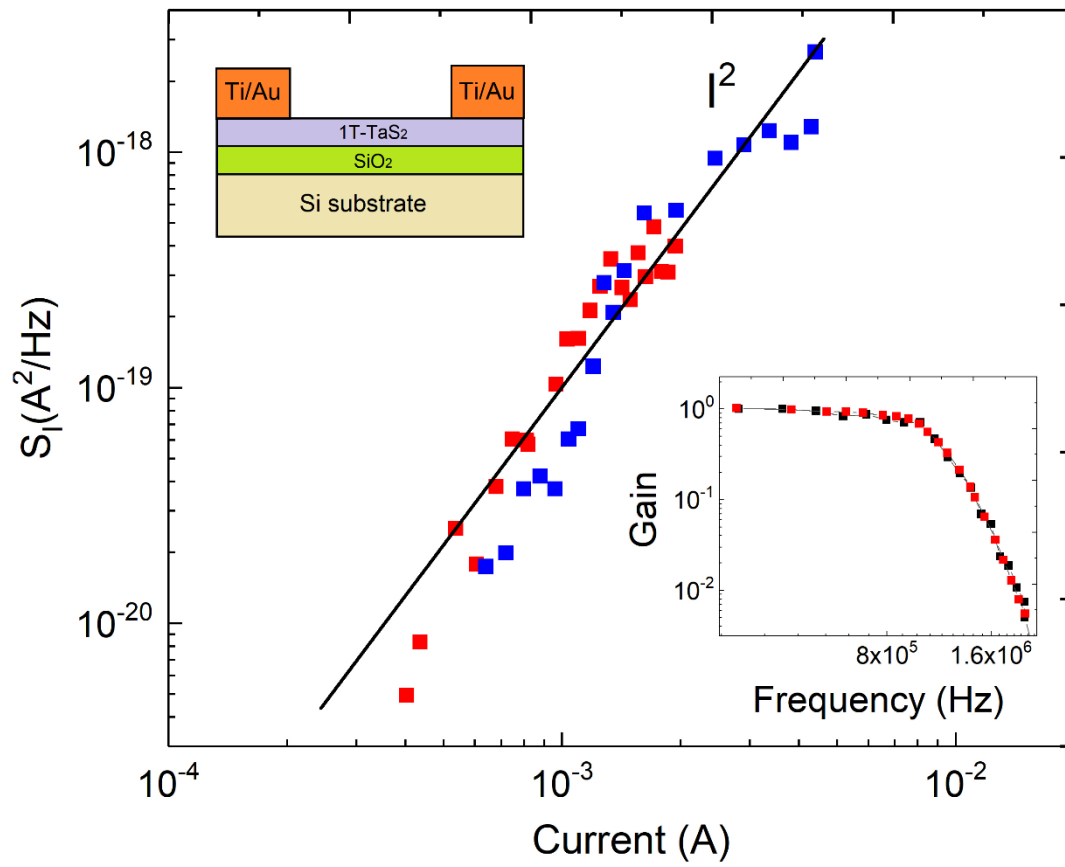 10⁻¹⁸
10⁻¹⁹
10⁻²⁰
S_I(A²/Hz)
Ti/Au
Ti/Au
1T-TaS₂
SiO₂
Si substrate
I²
10⁰
10⁻¹
10⁻²
Gain
8x10⁵
1.6x10⁶
Frequency (Hz)
10⁻⁴
10⁻³
10⁻²
Current (A)